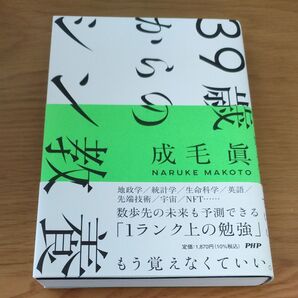 39歳
からの
シン教養
成毛 眞
NARUKE MAKOTO
地政学／統計学／生命科学／英語／
先端技術／宇宙／NFT……
数歩先の未来も予測できる
「1ランク上の勉強」
定価:1,870円(10%税込) PHP
もう覚えなくていい。